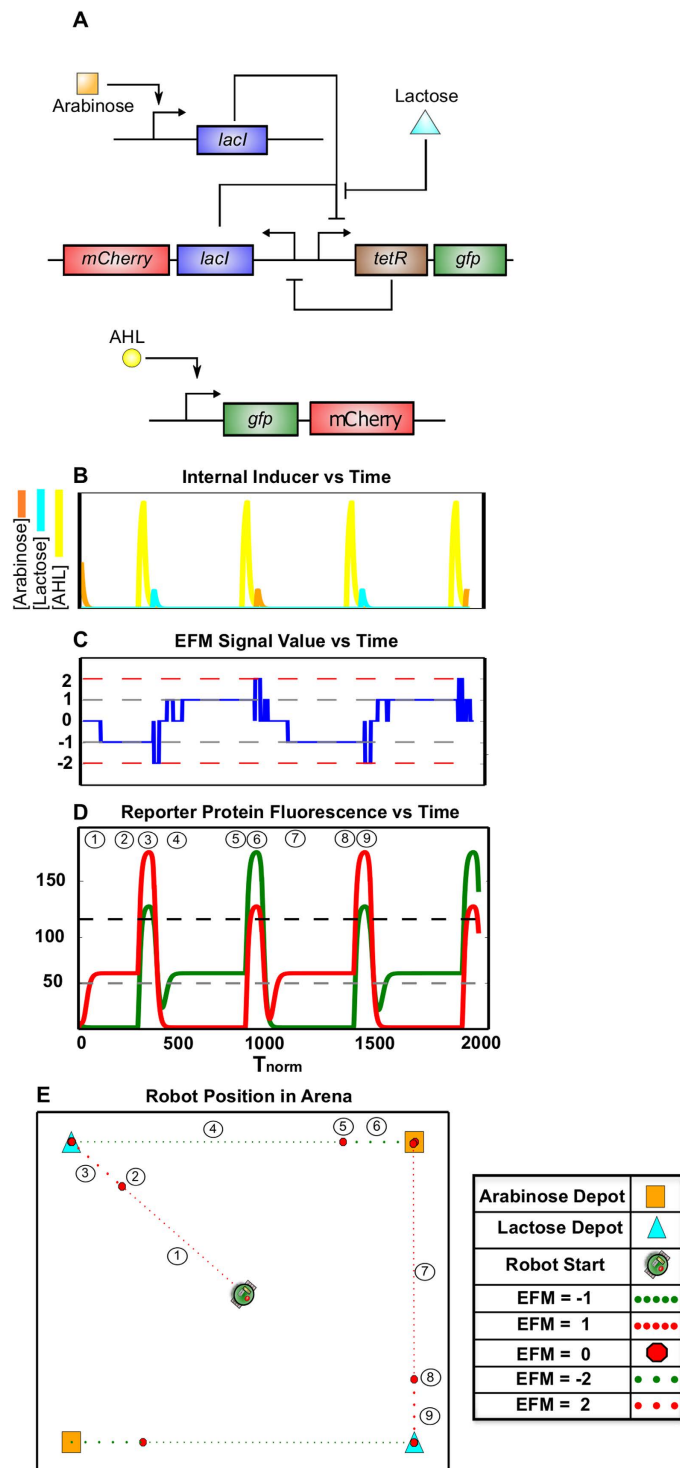 A
Arabinose
Lactose
lacI
mCherry
lacI
tetR
gfp
AHL
gfp
mCherry
B
Internal Inducer vs Time
[Arabinose]
[Lactose]
[AHL]
C
EFM Signal Value vs Time
2
1
0
-1
-2
D
Reporter Protein Fluorescence vs Time
1 2 3 4 5 6 7 8 9
150
100
50
0 500 1000 1500 2000
Tnorm
E
Robot Position in Arena
4
5
6
3
2
1
7
8
9
Arabinose Depot
Lactose Depot
Robot Start
EFM = -1
EFM = 1
EFM = 0
EFM = -2
EFM = 2